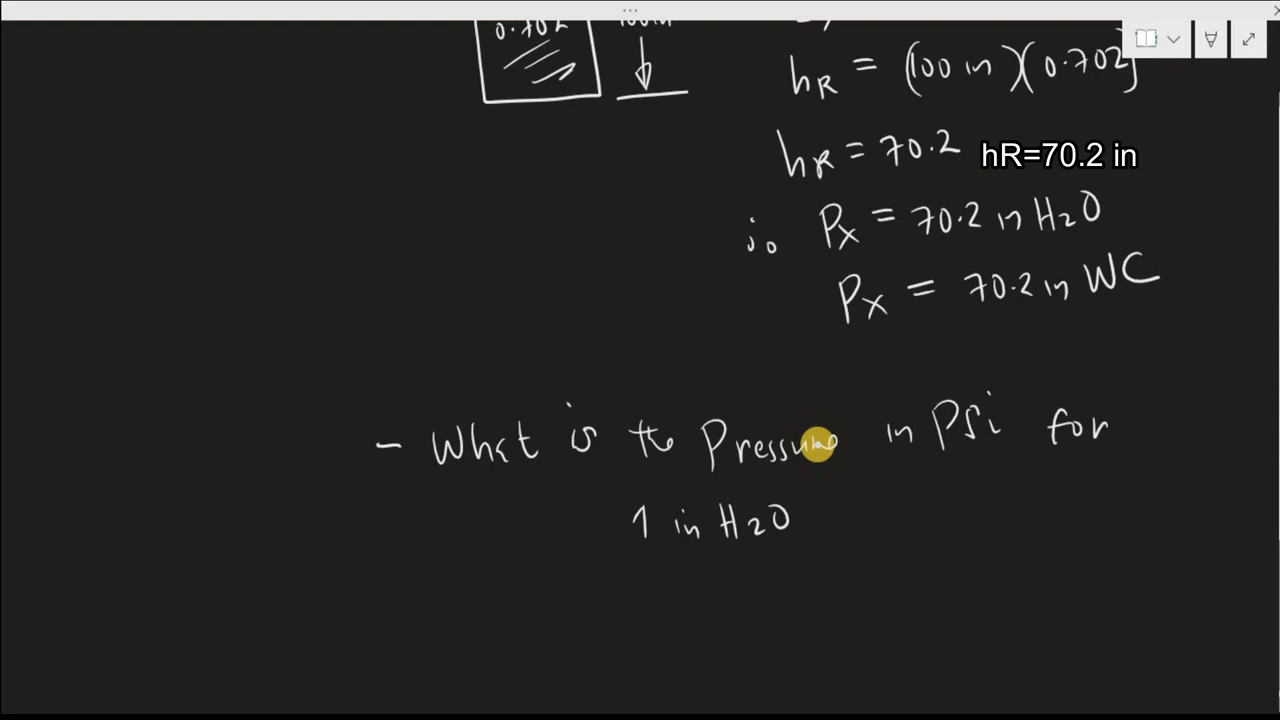 0.702
hR = (100 in)(0.702)
hR = 70.2 hR=70.2 in
Px = 70.2 in H2O
Px = 70.2 in WC
- What is the Pressure in Psi for
1 in H2O